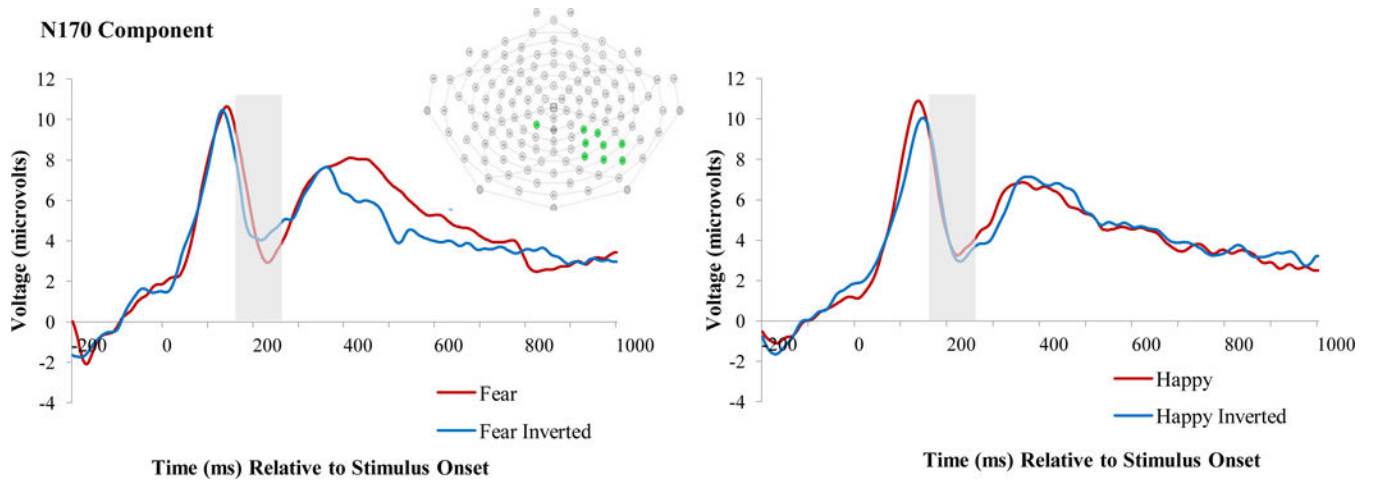 N170 Component
Voltage (microvolts)
12
10
8
6
4
2
0
-2
-4
-200 0 200 400 600 800 1000
Fear
Fear Inverted
Time (ms) Relative to Stimulus Onset
Voltage (microvolts)
12
10
8
6
4
2
0
-2
-4
-200 0 200 400 600 800 1000
Happy
Happy Inverted
Time (ms) Relative to Stimulus Onset